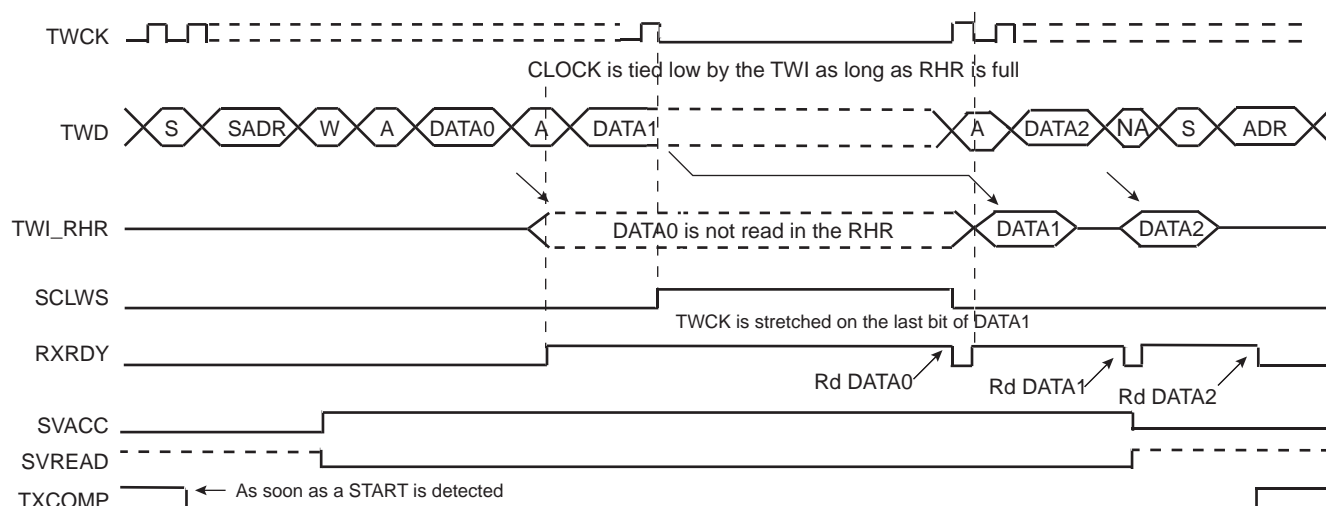 TWCK
CLOCK is tied low by the TWI as long as RHR is full
TWD S SADR W A DATA0 A DATA1 A DATA2 NA S ADR
TWI_RHR DATA0 is not read in the RHR DATA1 DATA2
SCLWS
TWCK is stretched on the last bit of DATA1
RXRDY
Rd DATA0 Rd DATA1 Rd DATA2
SVACC
SVREAD
TXCOMP As soon as a START is detected